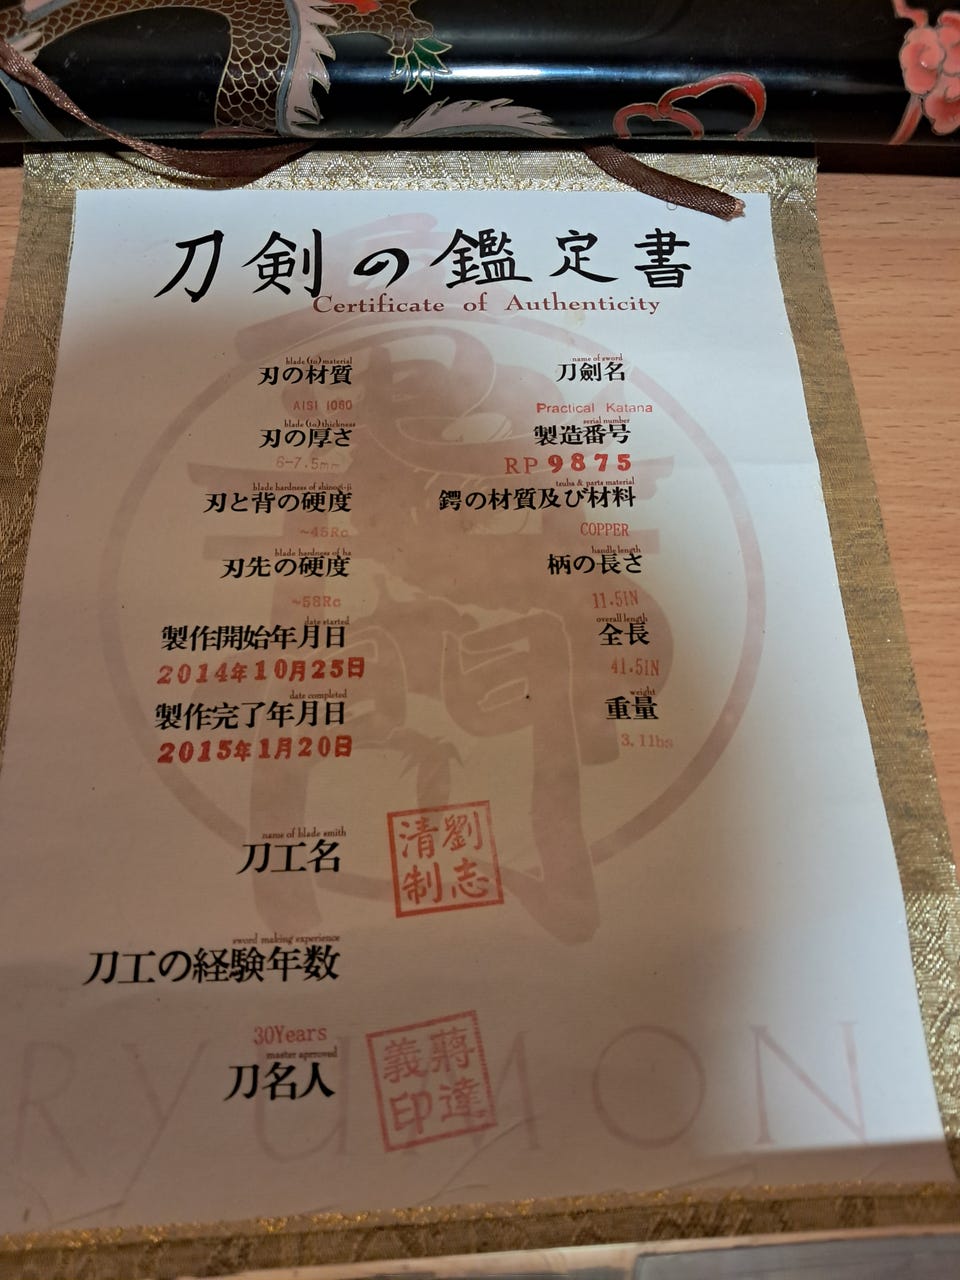 刀剣の鑑定書
Certificate of Authenticity
name of sword
刀劍名
Practical Katana
serial number
製造番号
RP 9875
tsuba & parts material
鍔の材質及び材料
COPPER
handle length
柄の長さ
11.5IN
overall length
全長
41.5IN
weight
重量
3.11bs
blade (to) material
刃の材質
AISI 1060
blade (to) thickness
刃の厚さ
6-7.5mm
blade hardness of shinogi-ji
刃と背の硬度
~45Rc
blade hardness of ha
刃先の硬度
~58Rc
date started
製作開始年月日
2014年10月25日
date completed
製作完了年月日
2015年1月20日
name of blade smith
刀工名
劉志
清制
sword making experience
刀工の経験年数
30Years
master aprroved
刀名人
蔣達
義印
RYUMON